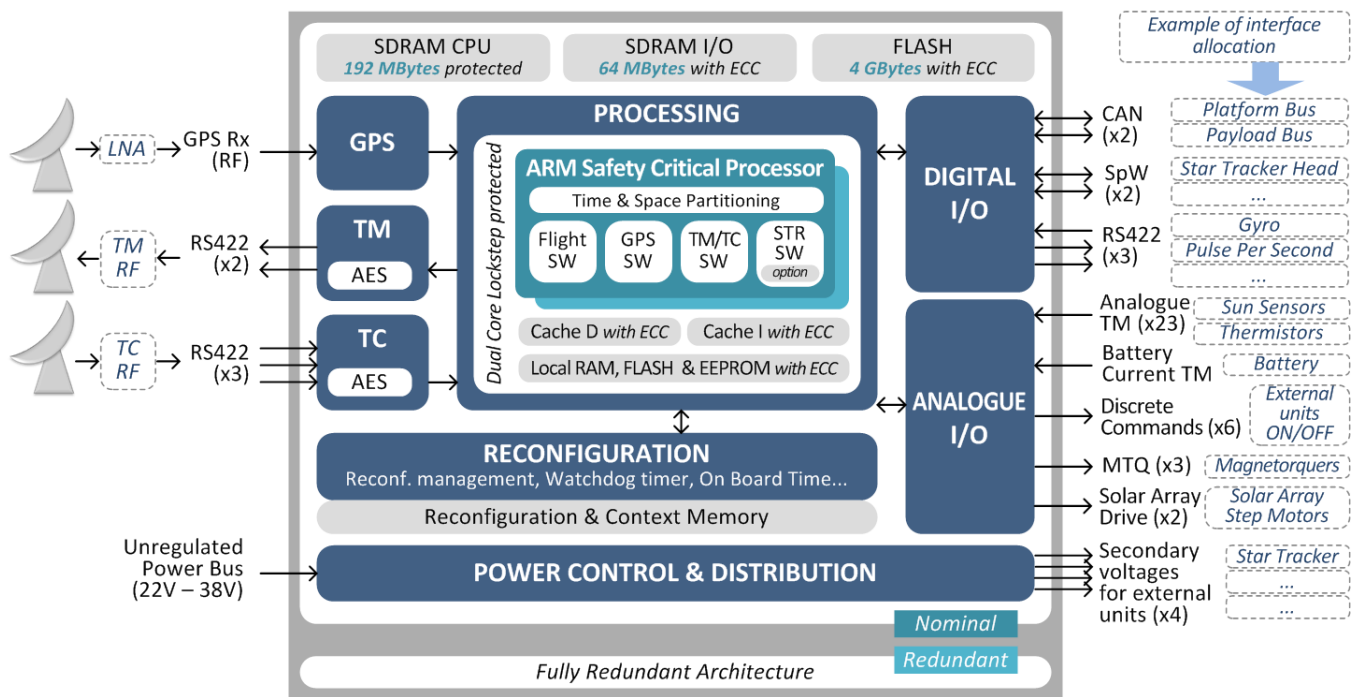 SDRAM CPU
192 MBytes protected
SDRAM I/O
64 MBytes with ECC
FLASH
4 GBytes with ECC
Example of interface
allocation
LNA
GPS Rx
(RF)
GPS
TM
RF
RS422
(x2)
TM
AES
TC
RF
RS422
(x3)
TC
AES
PROCESSING
Dual Core Lockstep protected
ARM Safety Critical Processor
Time & Space Partitioning
Flight
SW
GPS
SW
TM/TC
SW
STR
SW
option
Cache D with ECC
Cache I with ECC
Local RAM, FLASH & EEPROM with ECC
RECONFIGURATION
Reconf. management, Watchdog timer, On Board Time...
Reconfiguration & Context Memory
DIGITAL
I/O
CAN
(x2)
Platform Bus
Payload Bus
SpW
(x2)
Star Tracker Head
...
RS422
(x3)
Gyro
Pulse Per Second
...
ANALOGUE
I/O
Analogue
TM (x23)
Sun Sensors
Thermistors
Battery
Current TM
Battery
Discrete
Commands (x6)
External
units
ON/OFF
MTQ (x3)
Magnetorquers
Solar Array
Drive (x2)
Solar Array
Step Motors
Unregulated
Power Bus
(22V – 38V)
POWER CONTROL & DISTRIBUTION
Secondary
voltages
for external
units (x4)
Star Tracker
...
...
Nominal
Redundant
Fully Redundant Architecture